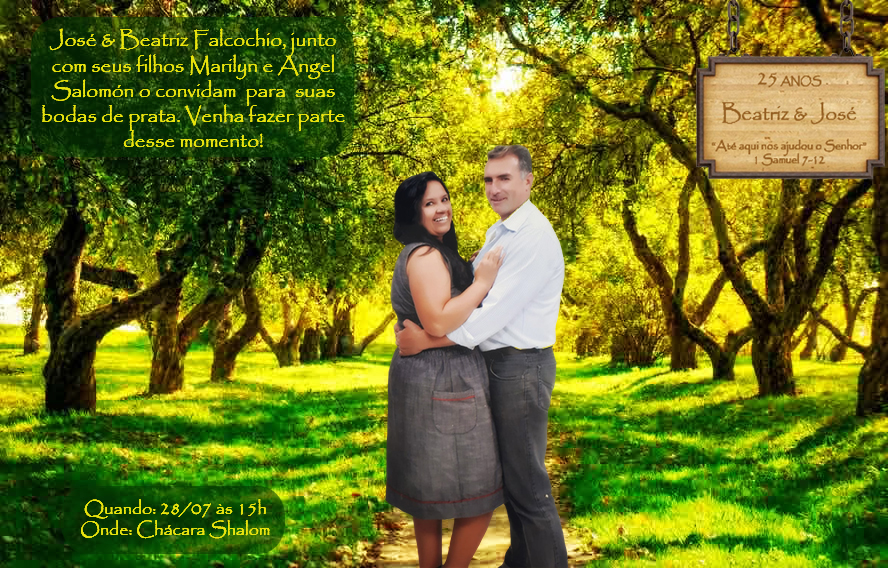 José & Beatriz Falcochio, junto
com seus filhos Marilyn e Angel
Salomón o convidam para suas
bodas de prata. Venha fazer parte
desse momento!
25 ANOS
Beatriz & José
"Até aqui nos ajudou o Senhor"
1 Samuel 7-12
Quando: 28/07 às 15h
Onde: Chácara Shalom